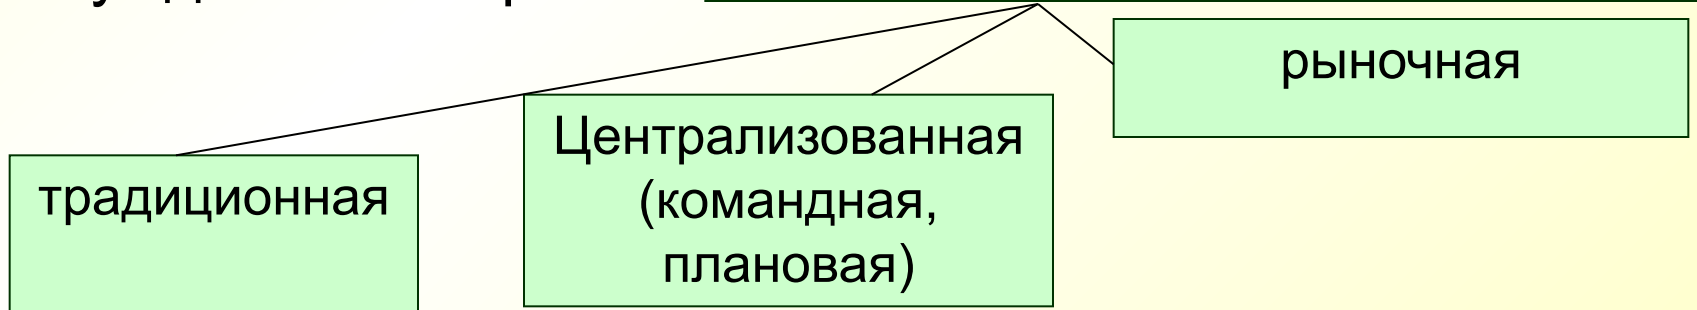 рыночная
Централизованная
(командная,
плановая)
традиционная